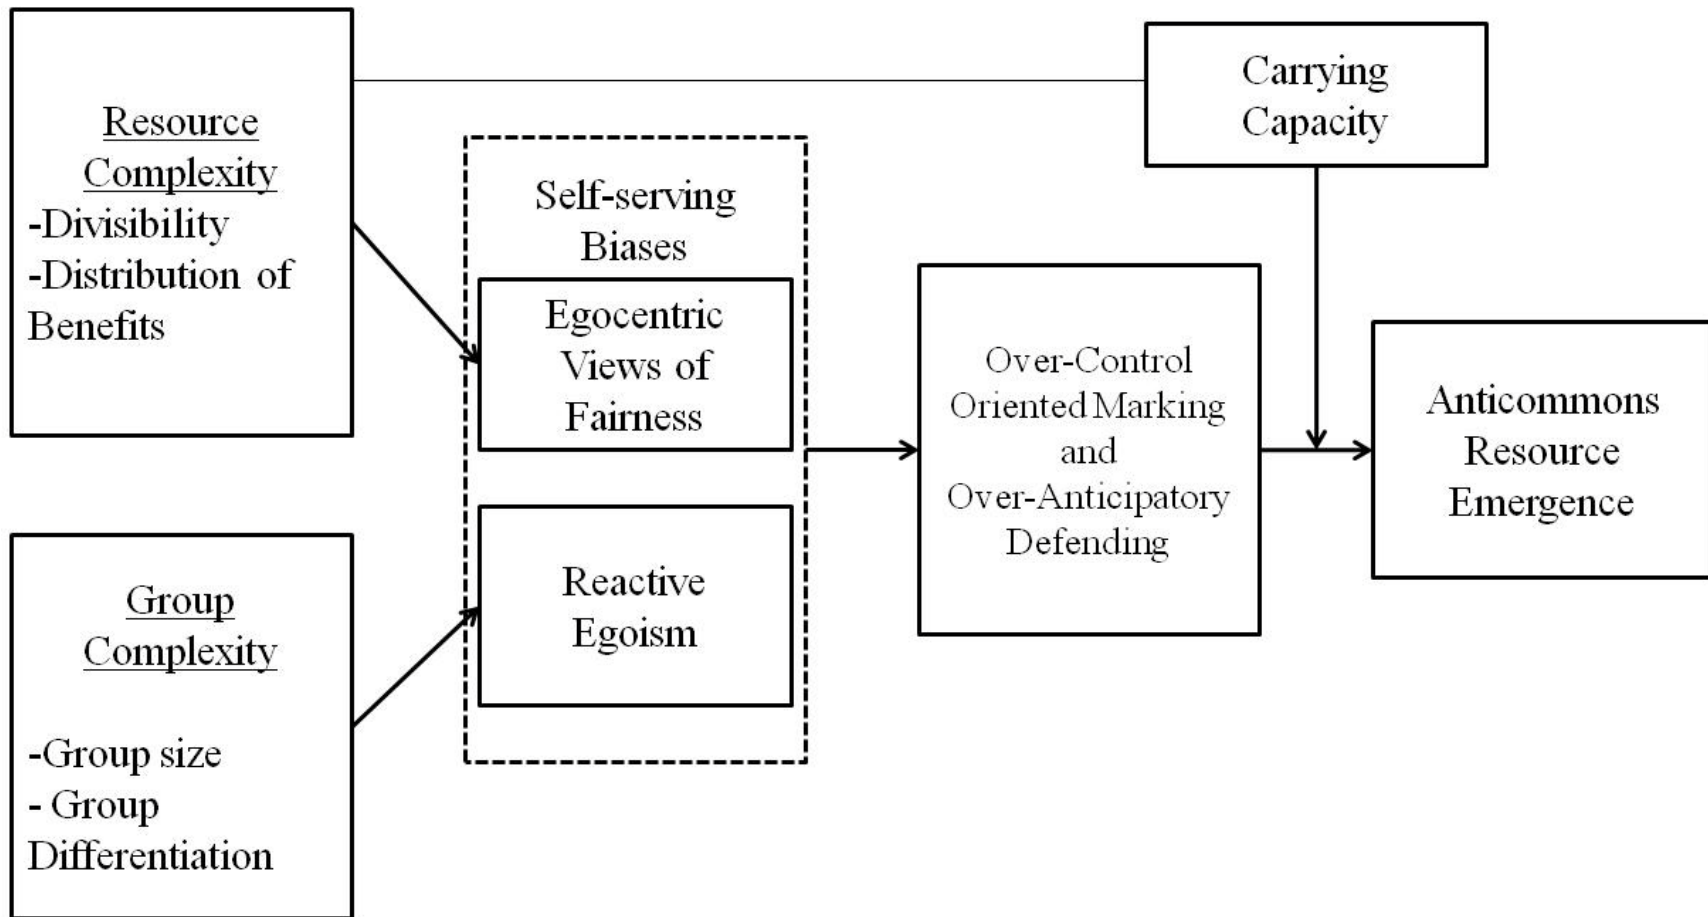 Resource
Complexity
-Divisibility
-Distribution of
Benefits
Group
Complexity
-Group size
- Group
Differentiation
Self-serving
Biases
Egocentric
Views of
Fairness
Reactive
Egoism
Over-Control
Oriented Marking
and
Over-Anticipatory
Defending
Carrying
Capacity
Anticommons
Resource
Emergence